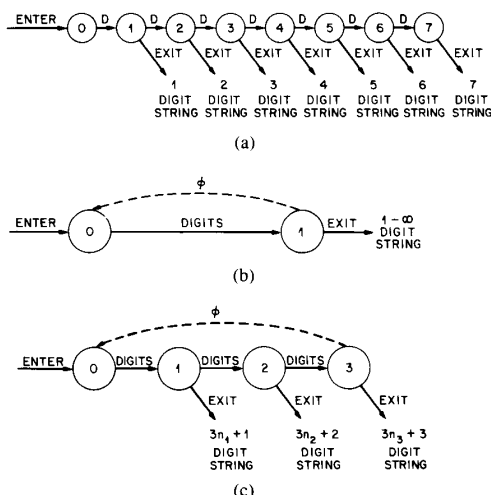 ENTER 0 D 1 D 2 D 3 D 4 D 5 D 6 D 7
EXIT EXIT EXIT EXIT EXIT EXIT EXIT
1 2 3 4 5 6 7
DIGIT DIGIT DIGIT DIGIT DIGIT DIGIT DIGIT
STRING STRING STRING STRING STRING STRING STRING
(a)
ϕ
ENTER 0 DIGITS 1 EXIT 1-∞
DIGIT
STRING
(b)
ϕ
ENTER 0 DIGITS 1 DIGITS 2 DIGITS 3
EXIT EXIT EXIT
3n₁+1 3n₂+2 3n₃+3
DIGIT DIGIT DIGIT
STRING STRING STRING
(c)